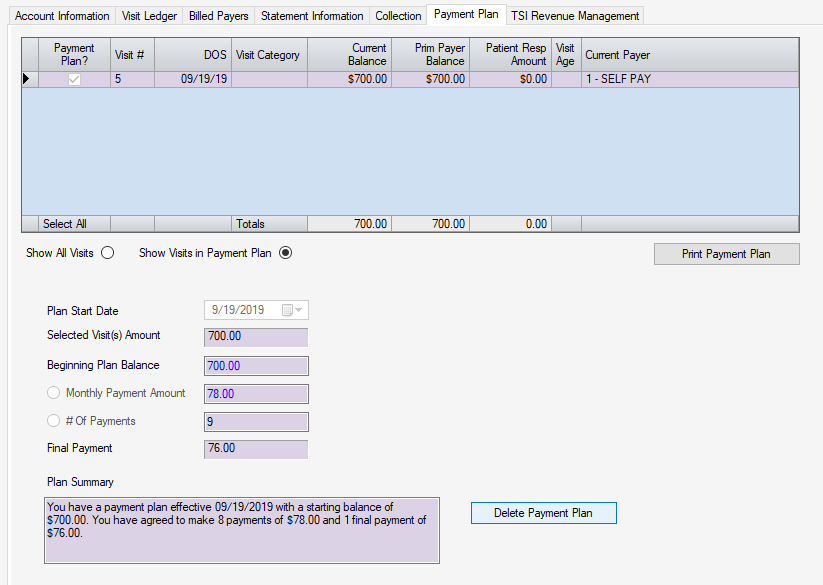 Account Information Visit Ledger Billed Payers Statement Information Collection Payment Plan TSI Revenue Management
Payment Plan? Visit # DOS Visit Category Current Balance Prim Payer Balance Patient Resp Amount Visit Age Current Payer
5 09/19/19 $700.00 $700.00 $0.00 1 - SELF PAY
Select All Totals 700.00 700.00 0.00
Show All Visits Show Visits in Payment Plan Print Payment Plan
Plan Start Date 9/19/2019
Selected Visit(s) Amount 700.00
Beginning Plan Balance 700.00
Monthly Payment Amount 78.00
# Of Payments 9
Final Payment 76.00
Plan Summary
You have a payment plan effective 09/19/2019 with a starting balance of
$700.00. You have agreed to make 8 payments of $78.00 and 1 final payment of
$76.00.
Delete Payment Plan